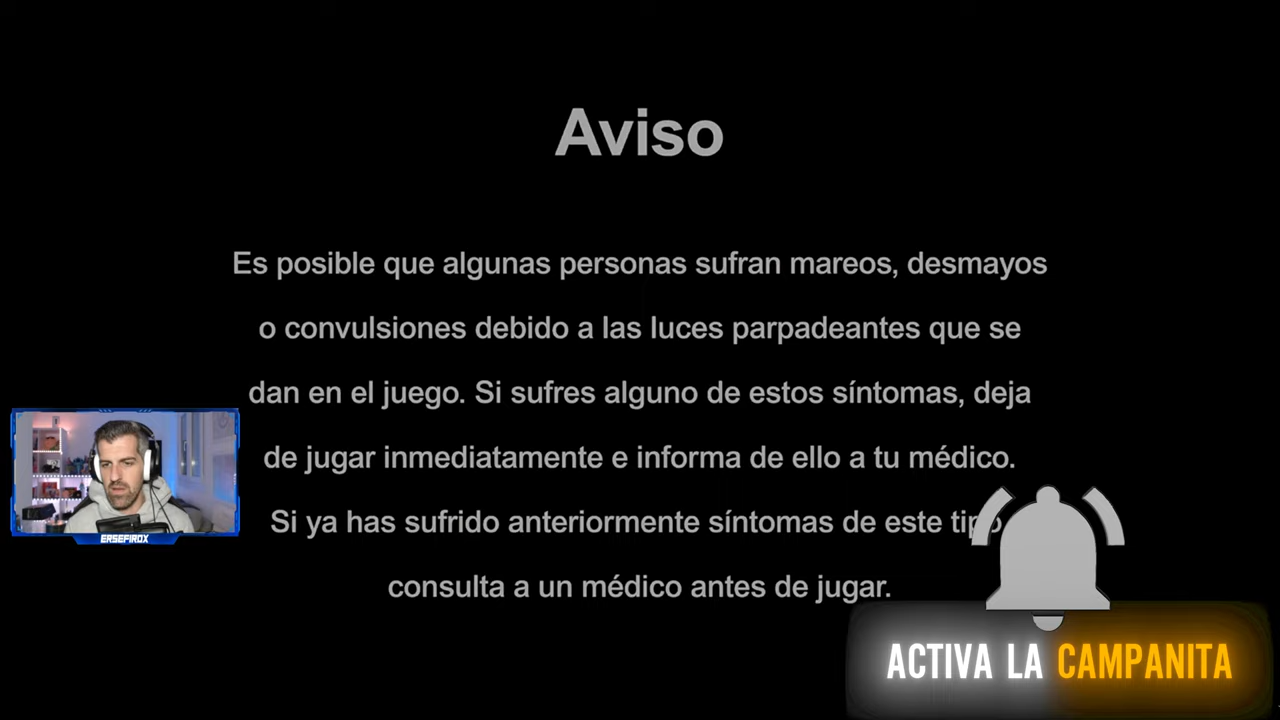 Aviso
Es posible que algunas personas sufran mareos, desmayos
o convulsiones debido a las luces parpadeantes que se
dan en el juego. Si sufres alguno de estos síntomas, deja
de jugar inmediatamente e informa de ello a tu médico.
Si ya has sufrido anteriormente síntomas de este tipo
consulta a un médico antes de jugar.
ERSEFIROX
ACTIVA LA CAMPANITA